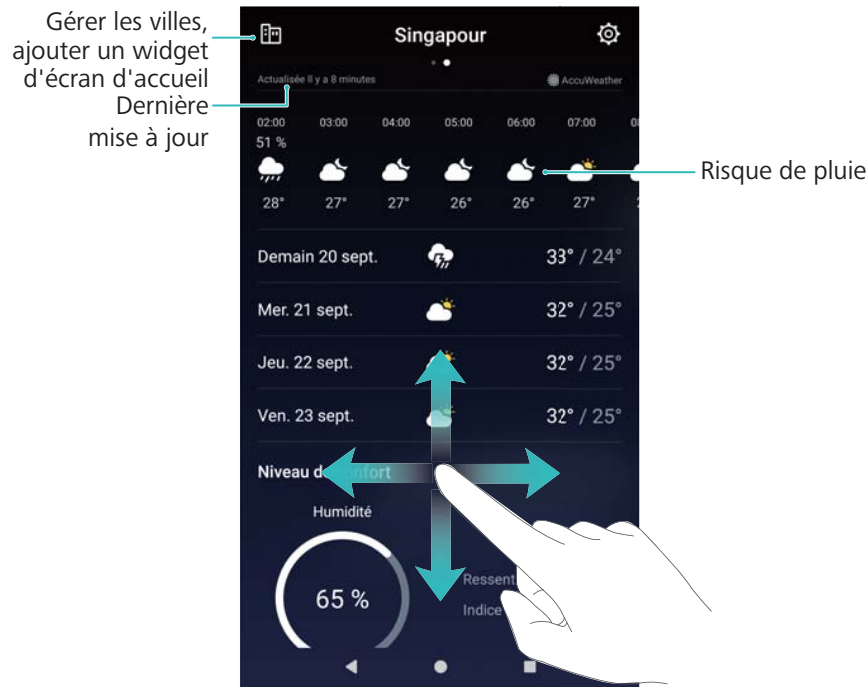 Gérer les villes,
ajouter un widget
d'écran d'accueil
Dernière
mise à jour
Singapour
Actualisée Il y a 8 minutes
AccuWeather
02:00 03:00 04:00 05:00 06:00 07:00
51 %
28° 27° 27° 26° 26° 27°
Risque de pluie
Demain 20 sept. 33° / 24°
Mer. 21 sept. 32° / 25°
Jeu. 22 sept. 32° / 25°
Ven. 23 sept. 32° / 25°
Niveau de confort
Humidité
65 %
Ressent
Indice